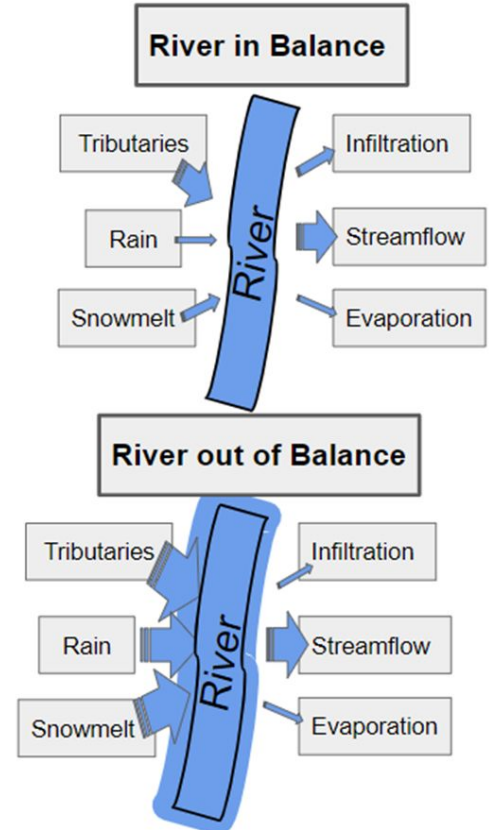 River in Balance
Tributaries
Infiltration
Rain
River
Streamflow
Snowmelt
Evaporation
River out of Balance
Tributaries
Infiltration
Rain
River
Streamflow
Snowmelt
Evaporation